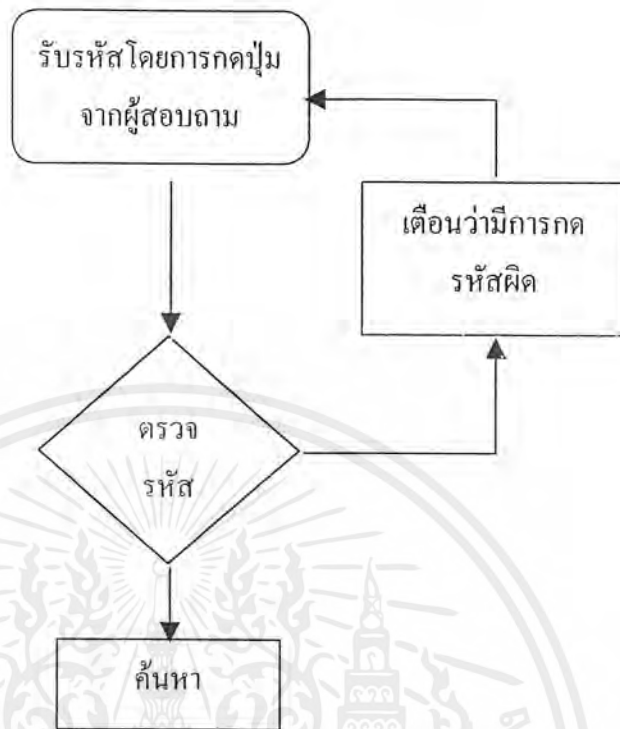 รับรหัสโดยการกดปุ่ม
จากผู้สอบถาม
เตือนว่ามีการกด
รหัสผิด
ตรวจ
รหัส
ค้นหา